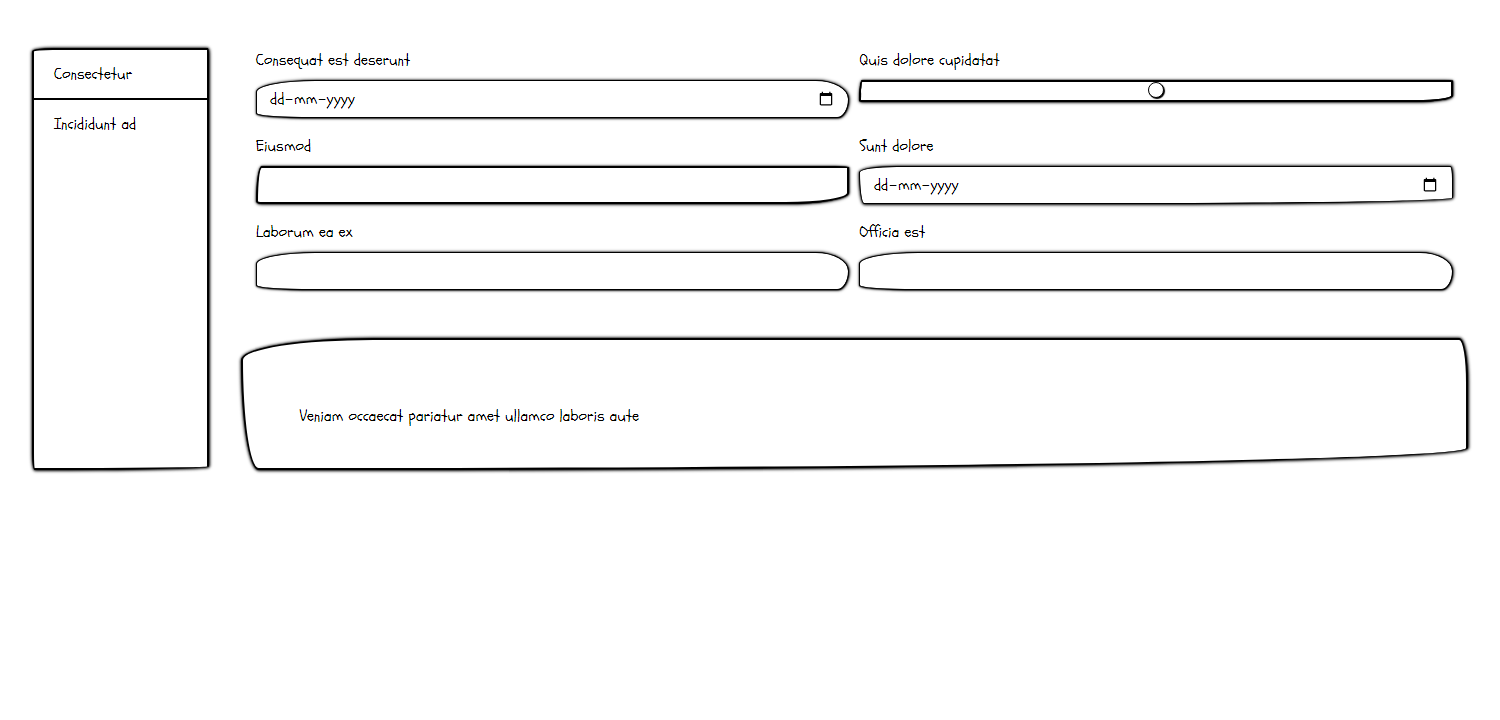 Consectetur
Incididunt ad
Consequat est deserunt
dd-mm-yyyy
Quis dolore cupidatat
Eiusmod
Sunt dolore
dd-mm-yyyy
Laborum ea ex
Officia est
Veniam occaecat pariatur amet ullamco laboris aute